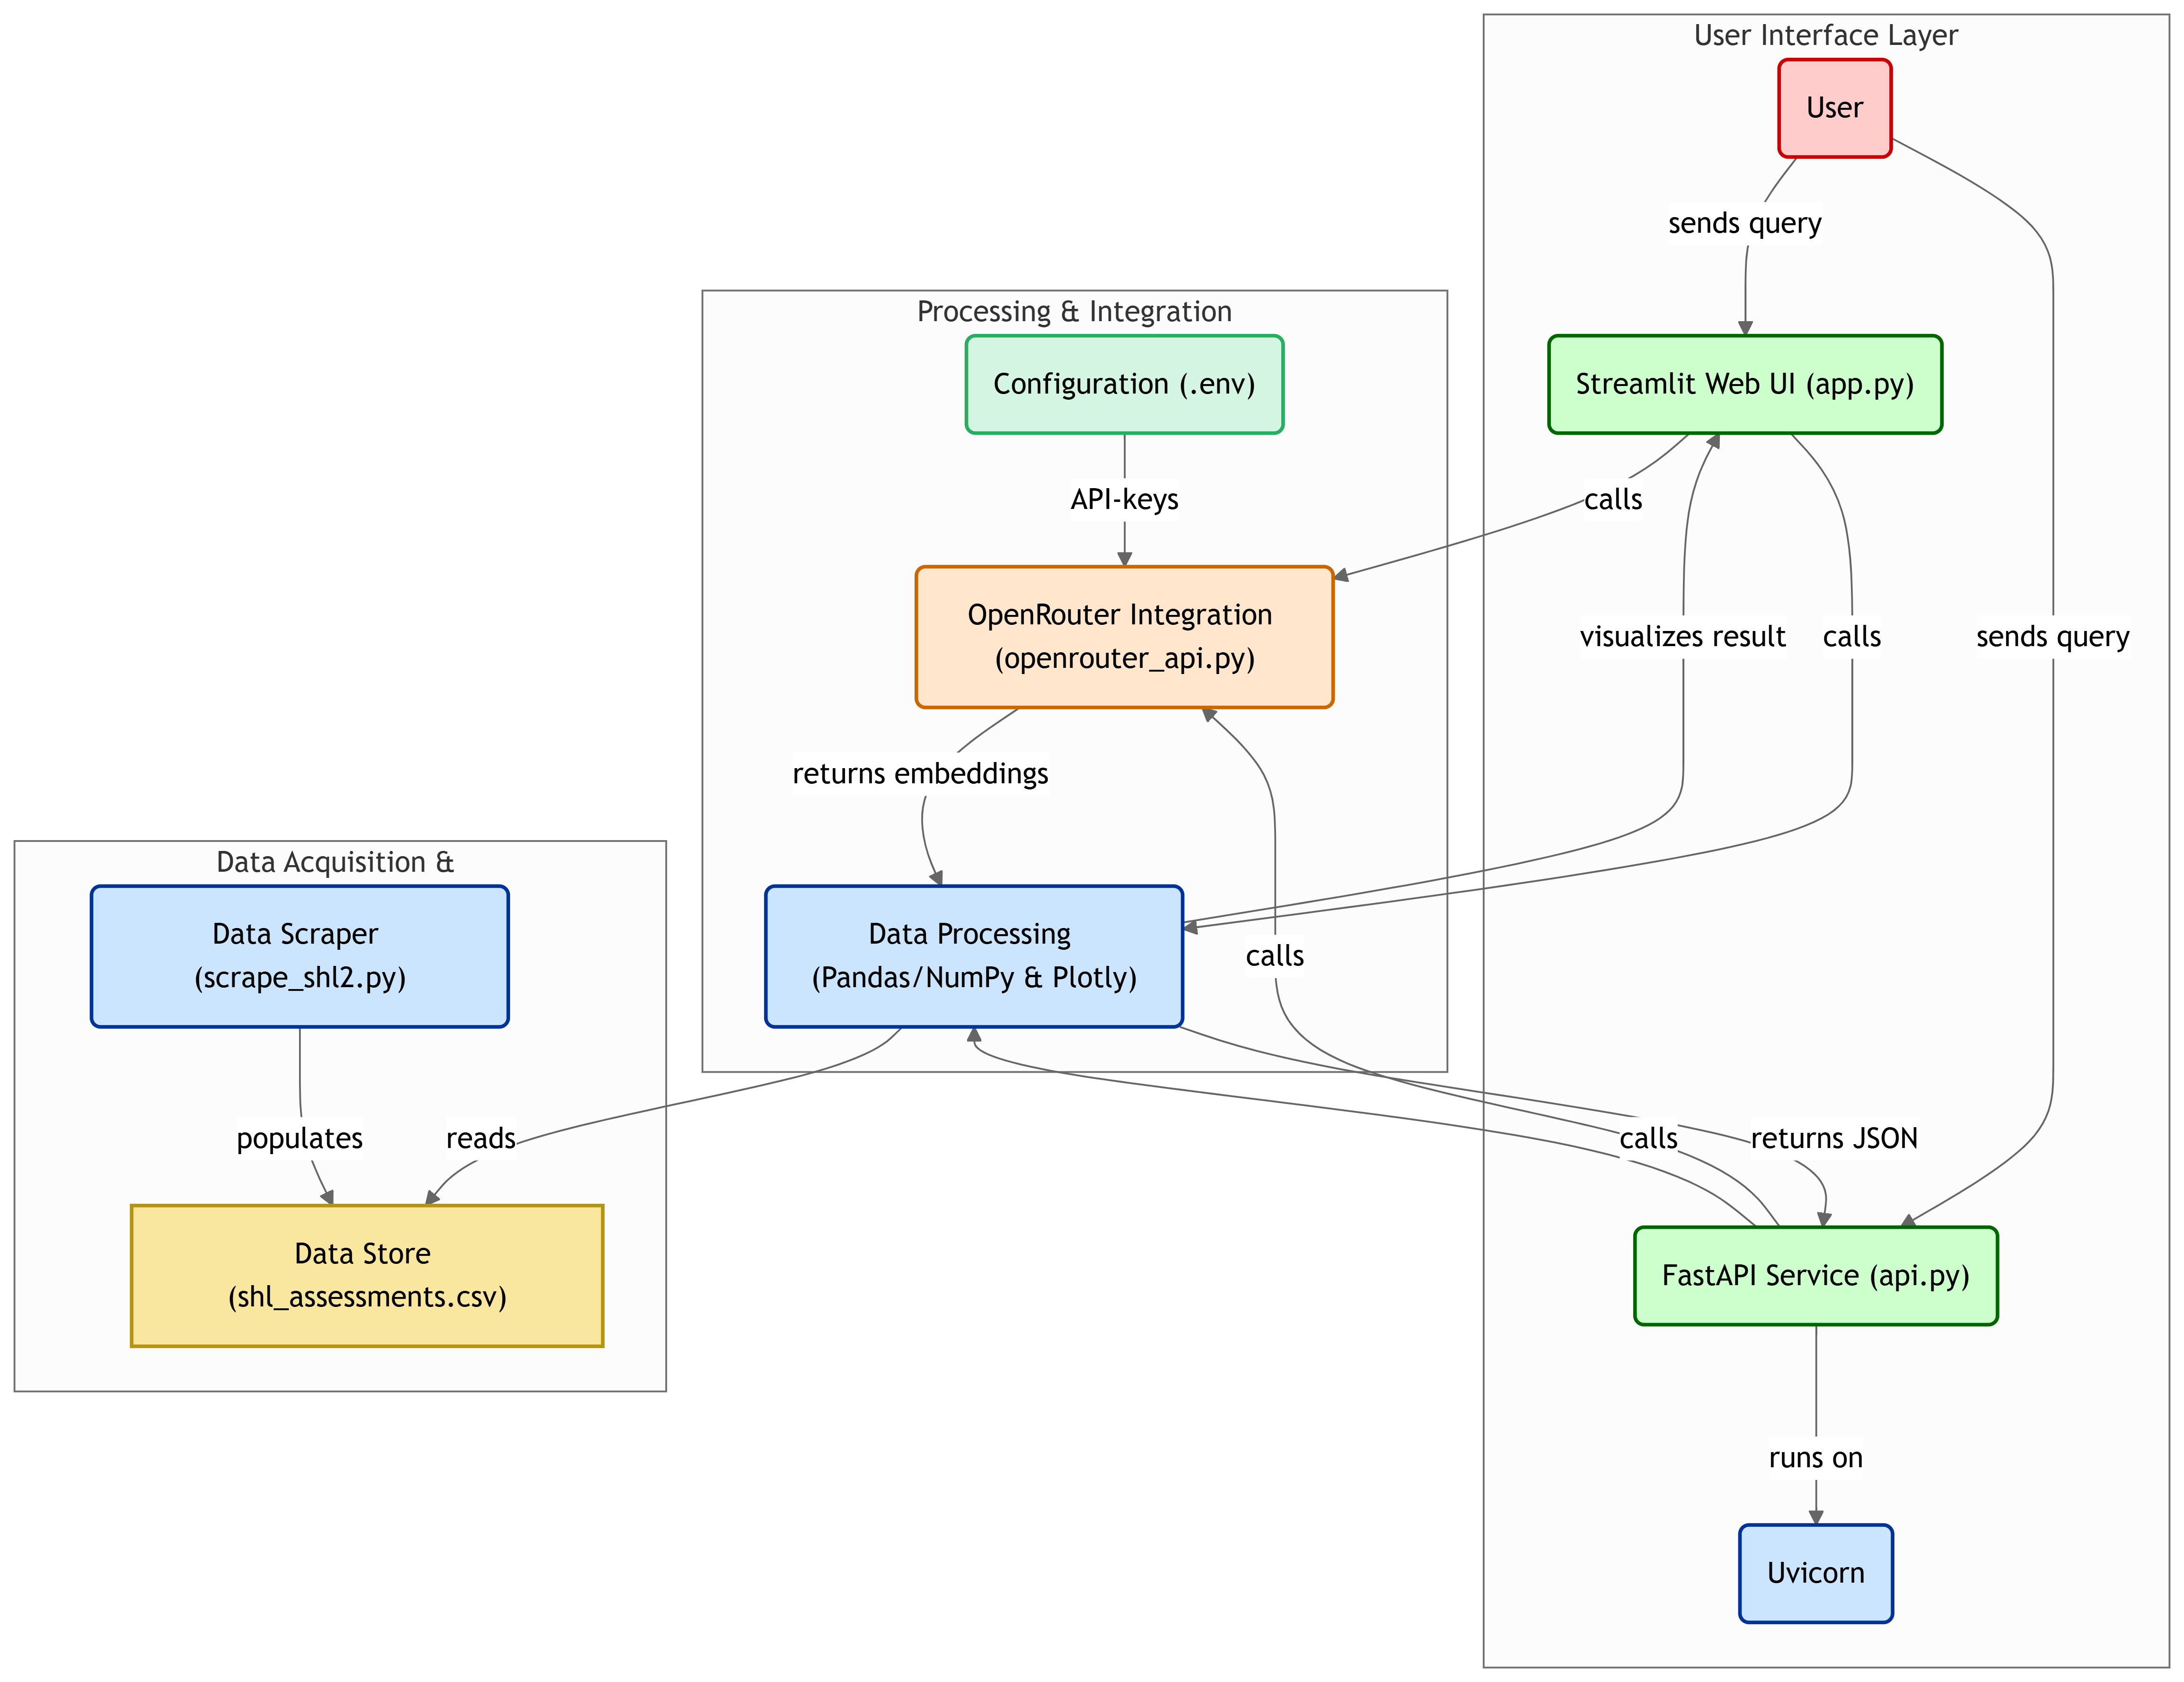 User Interface Layer
User
sends query
Streamlit Web UI (app.py)
calls
visualizes result
calls
sends query
Processing & Integration
Configuration (.env)
API-keys
OpenRouter Integration
(openrouter_api.py)
returns embeddings
Data Processing
(Pandas/NumPy & Plotly)
calls
Data Acquisition &
Data Scraper
(scrape_shl2.py)
populates
reads
Data Store
(shl_assessments.csv)
calls
returns JSON
FastAPI Service (api.py)
runs on
Uvicorn